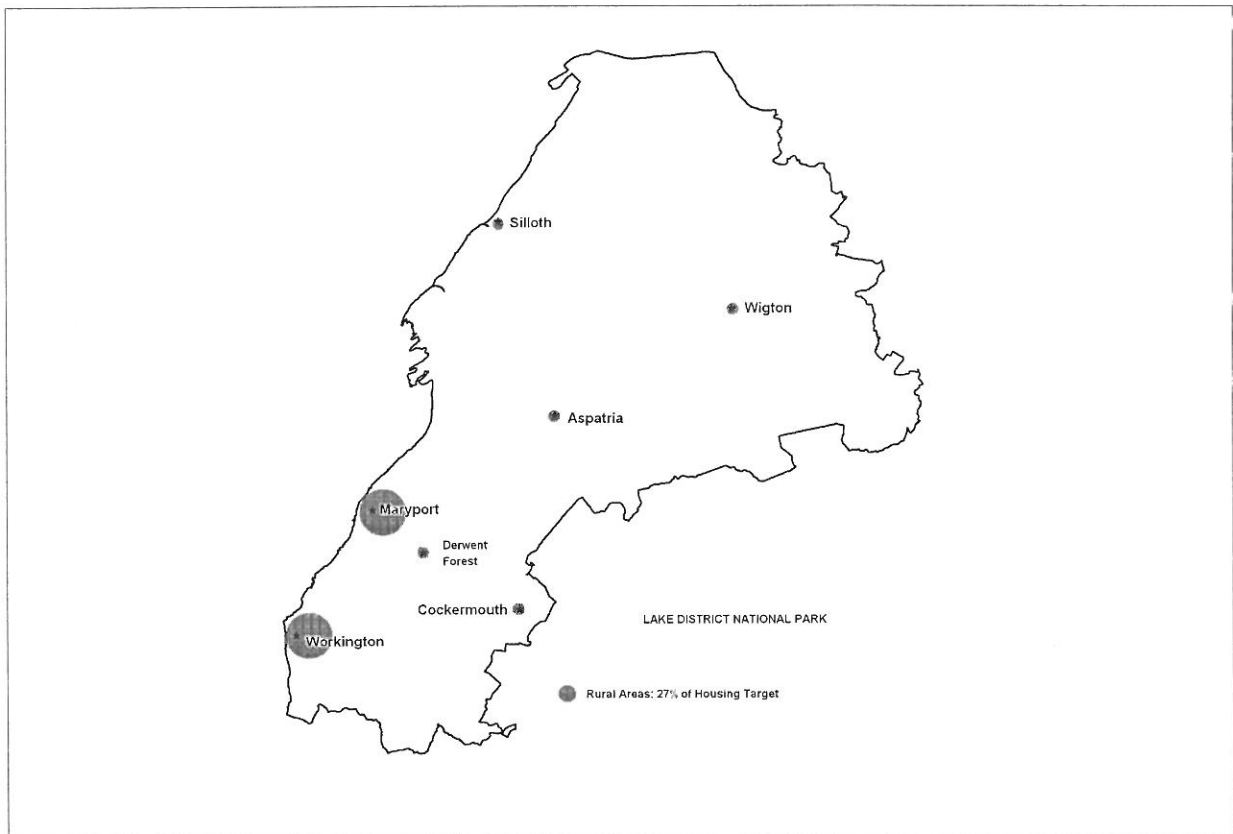 Silloth
Wigton
Aspatria
Maryport
Derwent
Forest
Cockermouth
LAKE DISTRICT NATIONAL PARK
Workington
Rural Areas: 27% of Housing Target